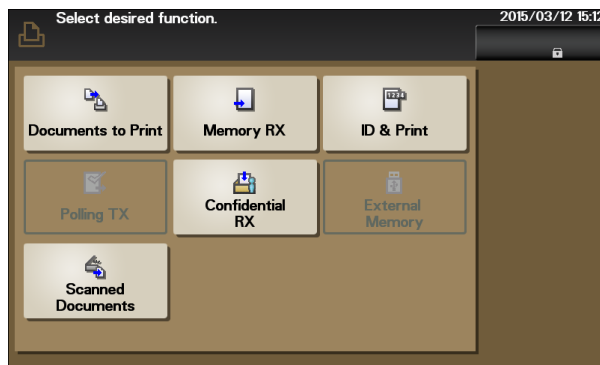 Select desired function.
2015/03/12 15:12
Documents to Print
Memory RX
1234
ID & Print
Polling TX
Confidential
RX
External
Memory
Scanned
Documents